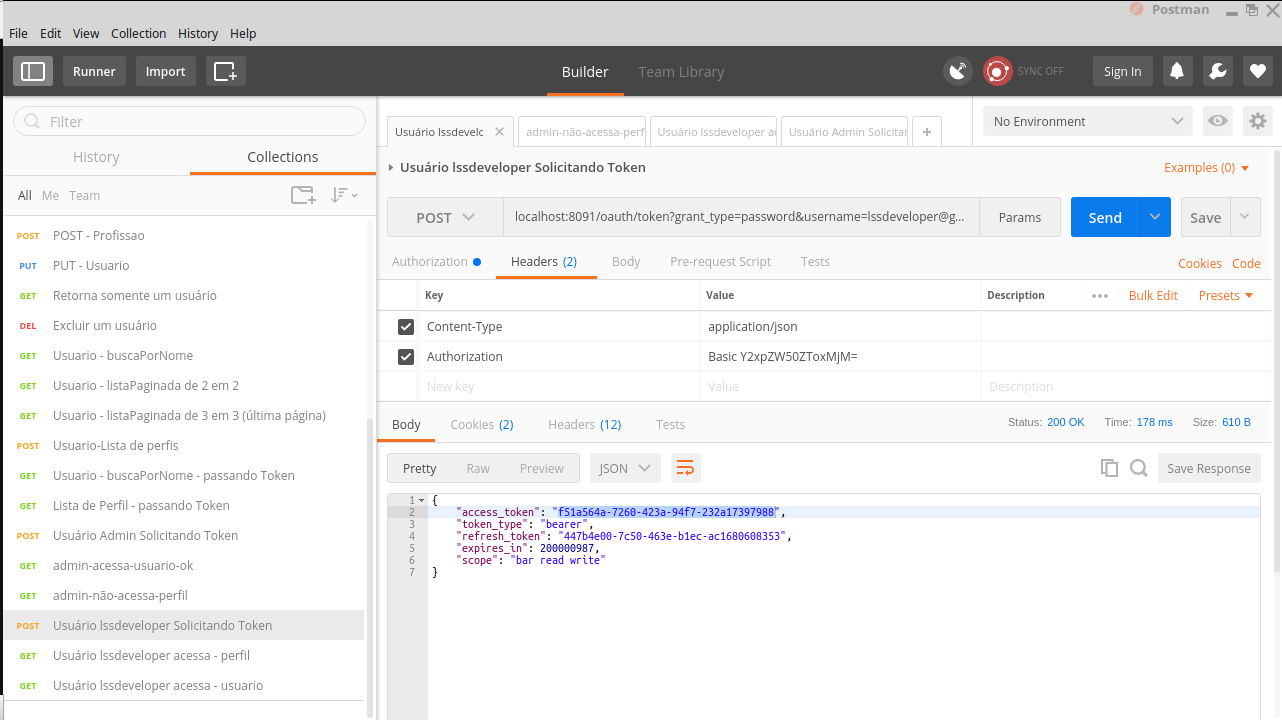 Postman
File Edit View Collection History Help
Runner Import Builder Team Library SYNC OFF Sign In
Filter
History Collections
All Me Team
POST POST - Profissao
PUT PUT - Usuario
GET Retorna somente um usuário
DEL Excluir um usuário
GET Usuario - buscaPorNome
GET Usuario - listaPaginada de 2 em 2
GET Usuario - listaPaginada de 3 em 3 (última página)
POST Usuario-Lista de perfis
GET Usuario - buscaPorNome - passando Token
GET Lista de Perfil - passando Token
POST Usuário Admin Solicitando Token
GET admin-acessa-usuario-ok
GET admin-não-acessa-perfil
POST Usuário lssdeveloper Solicitando Token
GET Usuário lssdeveloper acessa - perfil
GET Usuário lssdeveloper acessa - usuario
Usuário lssdevelc admin-não-acessa-perf Usuário lssdeveloper a Usuário Admin Solicitar +
No Environment
Usuário lssdeveloper Solicitando Token Examples (0)
POST localhost:8091/oauth/token?grant_type=password&username=lssdeveloper@g... Params Send Save
Authorization Headers (2) Body Pre-request Script Tests Cookies Code
Key Value Description ••• Bulk Edit Presets
Content-Type application/json
Authorization Basic Y2xpZW50ZToxMjM=
New key Value Description
Body Cookies (2) Headers (12) Tests Status: 200 OK Time: 178 ms Size: 610 B
Pretty Raw Preview JSON Save Response
1 {
2 "access_token": "f51a564a-7260-423a-94f7-232a17397988",
3 "token_type": "bearer",
4 "refresh_token": "447b4e00-7c50-463e-b1ec-ac1680608353",
5 "expires_in": 200000987,
6 "scope": "bar read write"
7 }